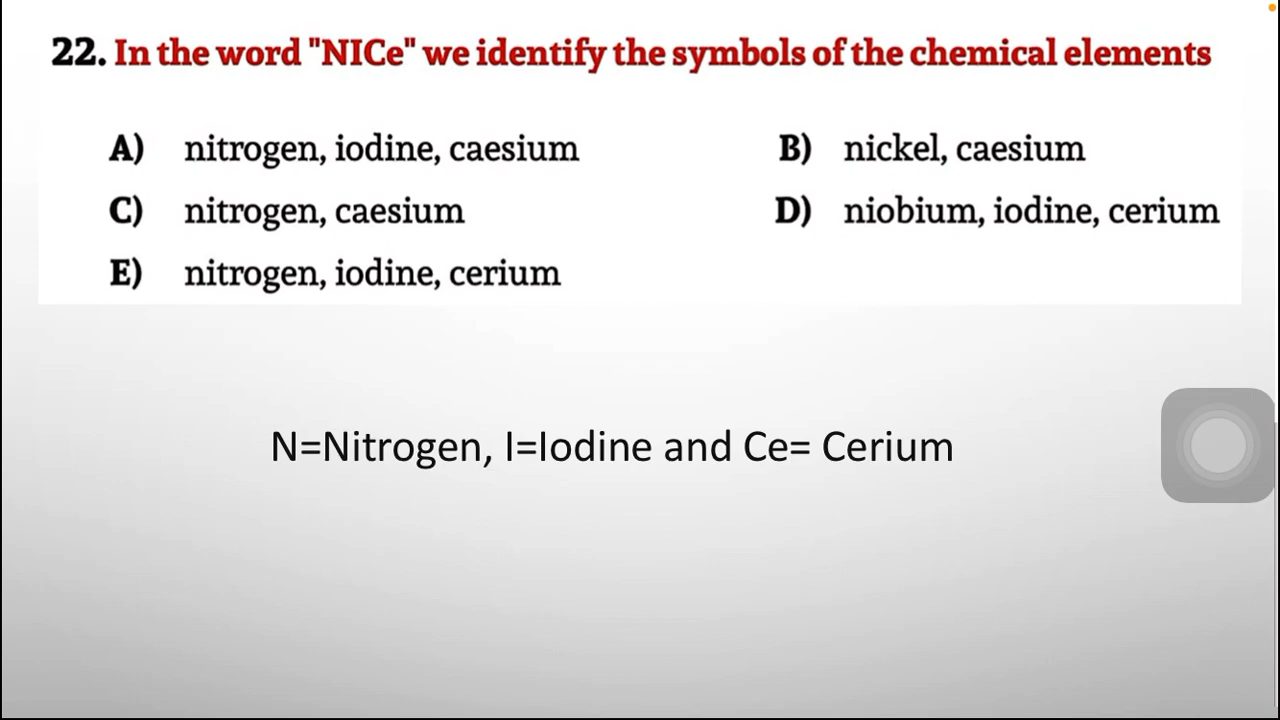 22. In the word "NICe" we identify the symbols of the chemical elements
A) nitrogen, iodine, caesium
B) nickel, caesium
C) nitrogen, caesium
D) niobium, iodine, cerium
E) nitrogen, iodine, cerium
N=Nitrogen, I=Iodine and Ce= Cerium